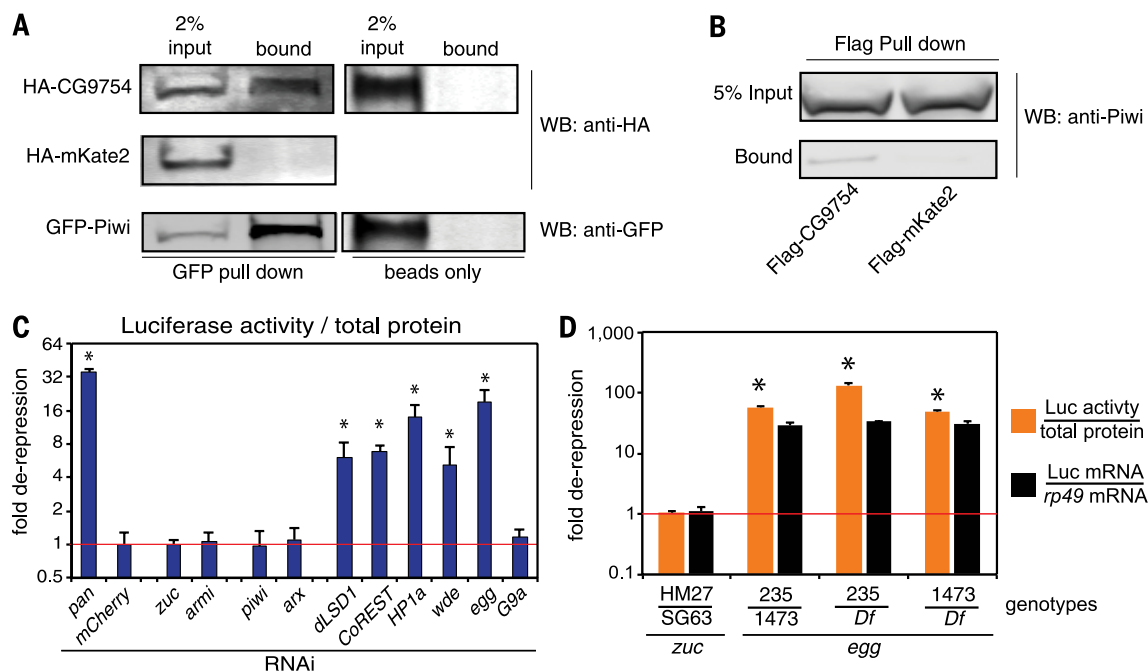 A
2%
input
bound
2%
input
bound
HA-CG9754
HA-mKate2
WB: anti-HA
GFP-Piwi
WB: anti-GFP
GFP pull down
beads only
B
Flag Pull down
5% Input
Bound
WB: anti-Piwi
Flag-CG9754
Flag-mKate2
C
Luciferase activity / total protein
fold de-repression
64
32
16
8
4
2
1
0.5
* * * * * *
pan
mCherry
zuc
armi
piwi
arx
dLSD1
CoREST
HP1a
wde
egg
G9a
RNAi
D
fold de-repression
1,000
100
10
1
0.1
* * *
HM27
SG63
235
1473
235
Df
1473
Df
genotypes
zuc
egg
Luc activty
total protein
Luc mRNA
rp49 mRNA